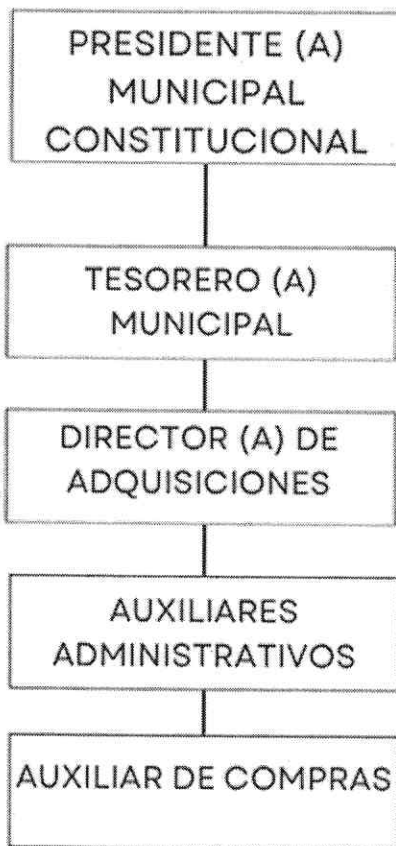 PRESIDENTE (A)
MUNICIPAL
CONSTITUCIONAL
TESORERO (A)
MUNICIPAL
DIRECTOR (A) DE
ADQUISICIONES
AUXILIARES
ADMINISTRATIVOS
AUXILIAR DE COMPRAS